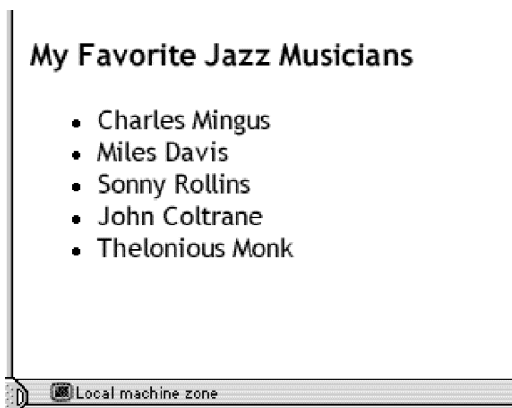 My Favorite Jazz Musicians
• Charles Mingus
• Miles Davis
• Sonny Rollins
• John Coltrane
• Thelonious Monk
Local machine zone